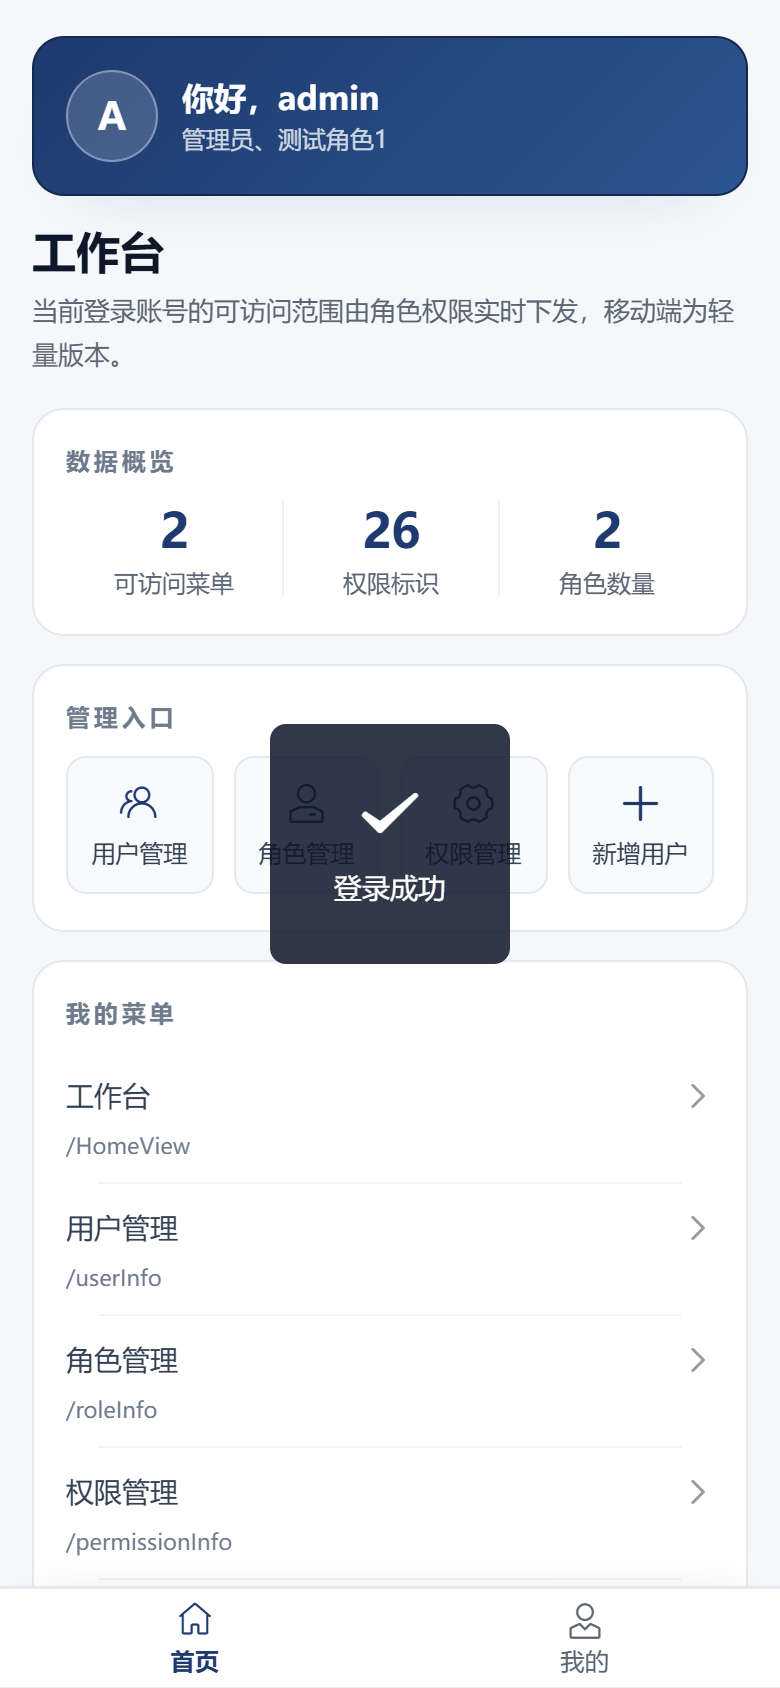 A
你好，admin
管理员、测试角色1
工作台
当前登录账号的可访问范围由角色权限实时下发，移动端为轻
量版本。
数据概览
2
26
2
可访问菜单
权限标识
角色数量
管理入口
用户管理
角色管理
权限管理
新增用户
登录成功
我的菜单
工作台
/HomeView
用户管理
/userInfo
角色管理
/roleInfo
权限管理
/permissionInfo
首页
我的